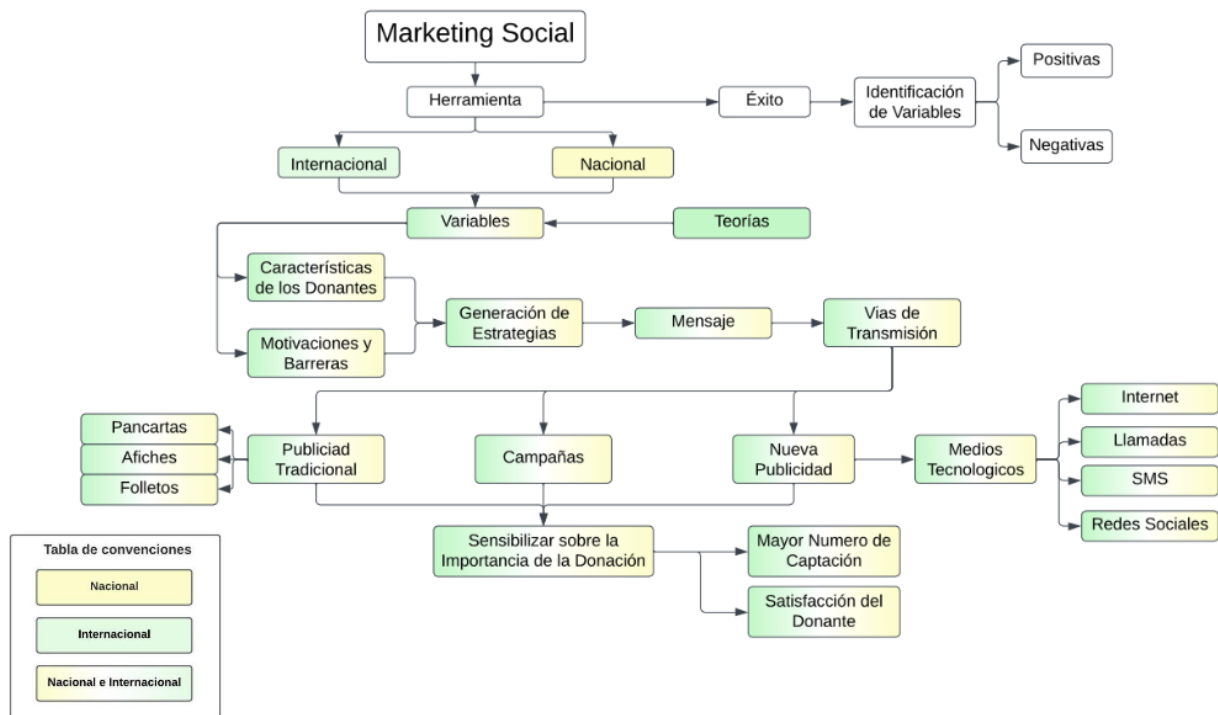 Marketing Social
Herramienta
Éxito
Identificación
de Variables
Positivas
Negativas
Internacional
Nacional
Variables
Teorías
Características
de los Donantes
Motivaciones y
Barreras
Generación de
Estrategias
Mensaje
Vias de
Transmisión
Pancartas
Afiches
Folletos
Publiciad
Tradicional
Campañas
Nueva
Publicidad
Medios
Tecnologicos
Internet
Llamadas
SMS
Redes Sociales
Sensibilizar sobre la
Importancia de la Donación
Mayor Numero de
Captación
Satisfacción del
Donante
Tabla de convenciones
Nacional
Internacional
Nacional e Internacional